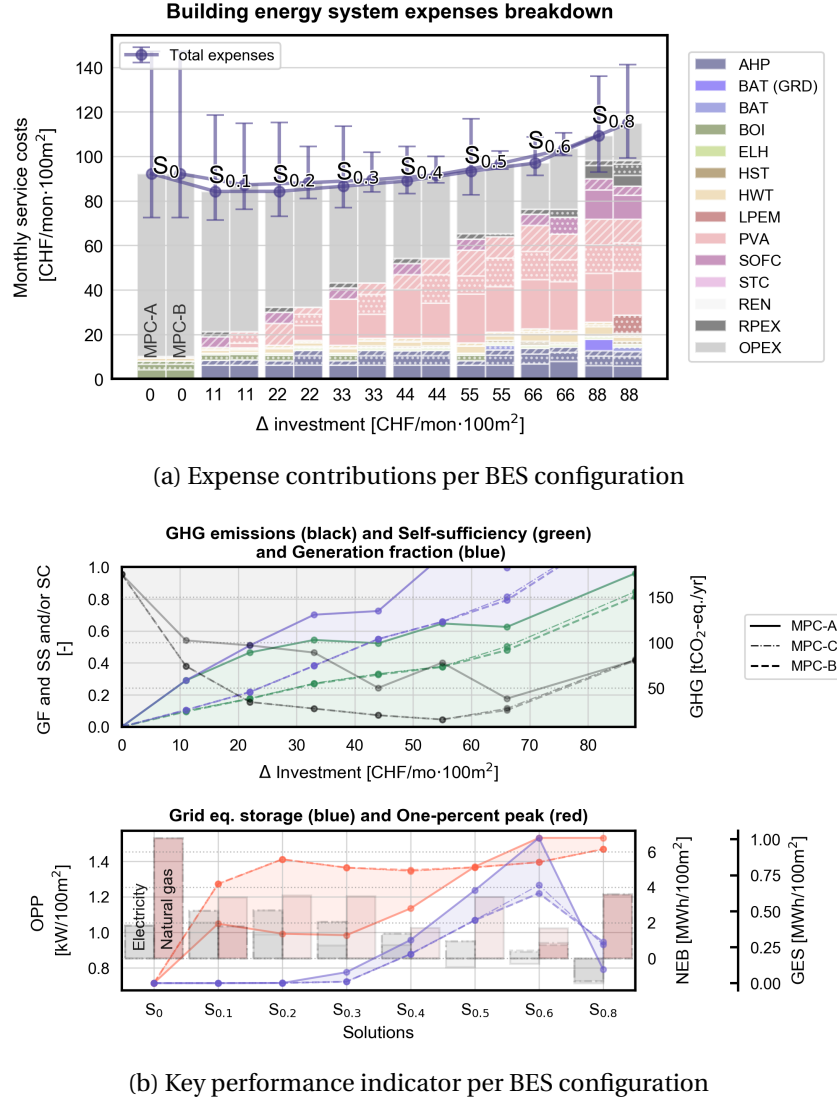 Building energy system expenses breakdown
Monthly service costs
[CHF/mon·100m²]
140
120
100
80
60
40
20
0
Total expenses
S₀
S₀.₁
S₀.₂
S₀.₃
S₀.₄
S₀.₅
S₀.₆
S₀.₈
MPC-A
MPC-B
0 0 11 11 22 22 33 33 44 44 55 55 66 66 88 88
Δ investment [CHF/mon·100m²]
AHP
BAT (GRD)
BAT
BOI
ELH
HST
HWT
LPEM
PVA
SOFC
STC
REN
RPEX
OPEX
(a) Expense contributions per BES configuration
GHG emissions (black) and Self-sufficiency (green)
and Generation fraction (blue)
GF and SS and/or SC
[-]
1.0
0.8
0.6
0.4
0.2
0.0
150
100
50
GHG [tCO₂-eq./yr]
0 10 20 30 40 50 60 70 80
Δ Investment [CHF/mo·100m²]
MPC-A
MPC-C
MPC-B
Grid eq. storage (blue) and One-percent peak (red)
OPP
[kW/100m²]
1.4
1.2
1.0
0.8
Electricity
Natural gas
6
4
2
0
NEB [MWh/100m²]
1.00
0.75
0.50
0.25
0.00
GES [MWh/100m²]
S₀ S₀.₁ S₀.₂ S₀.₃ S₀.₄ S₀.₅ S₀.₆ S₀.₈
Solutions
(b) Key performance indicator per BES configuration